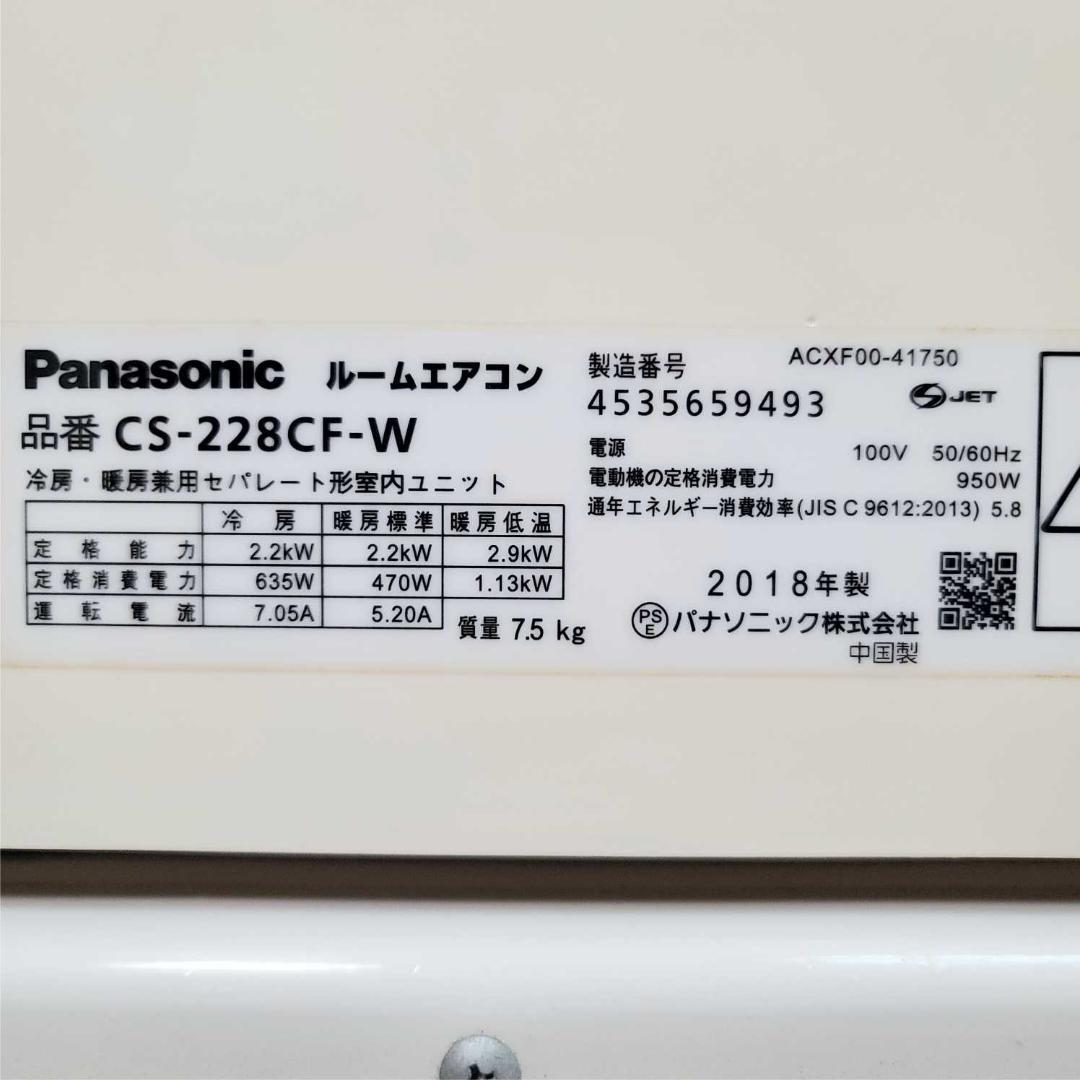 Panasonic ルームエアコン
品番 CS-228CF-W
冷房・暖房兼用セパレート形室内ユニット
冷房 暖房標準 暖房低温
定格能力 2.2kW 2.2kW 2.9kW
定格消費電力 635W 470W 1.13kW
運転電流 7.05A 5.20A
質量 7.5 kg
製造番号 ACXF00-41750
4535659493
JET
電源 100V 50/60Hz
電動機の定格消費電力 950W
通年エネルギー消費効率(JIS C 9612:2013) 5.8
2018年製
PSE パナソニック株式会社
中国製